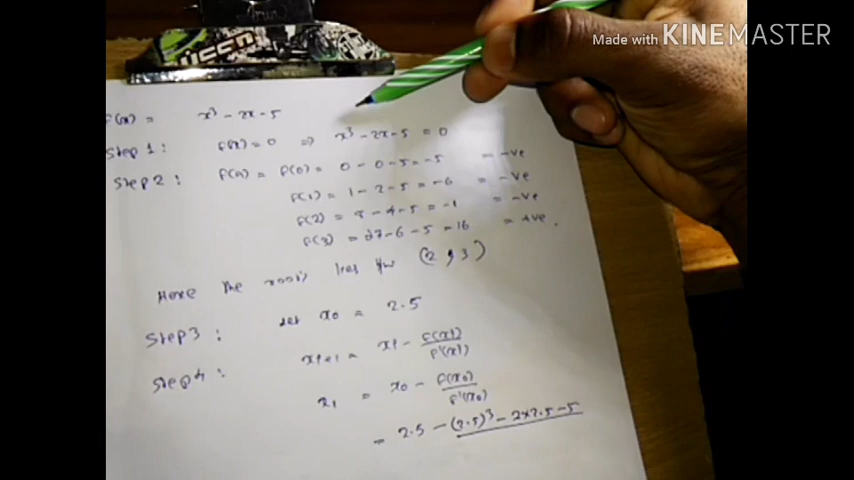 Made with KINEMASTER
f(x) = x³ - 2x - 5
Step 1: f(x) = 0 ⇒ x³ - 2x - 5 = 0
Step 2: f(0) = 0 - 0 - 5 = -5 = -ve
f(1) = 1 - 2 - 5 = -6 = -ve
f(2) = 8 - 4 - 5 = -1 = -ve
f(3) = 27 - 6 - 5 = 16 = +ve.
Here the roots lies b/w (2, 3)
Step 3: let x₀ = 2.5
Step 4: xi+1 = xi - f(xi)/f'(xi)
x₁ = x₀ - f(x₀)/f'(x₀)
= 2.5 - (2.5)³ - 2×2.5 - 5